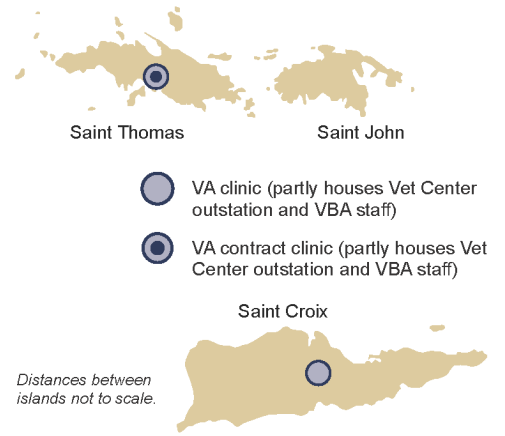 Saint Thomas
Saint John
VA clinic (partly houses Vet Center
outstation and VBA staff)
VA contract clinic (partly houses Vet
Center outstation and VBA staff)
Saint Croix
Distances between
islands not to scale.